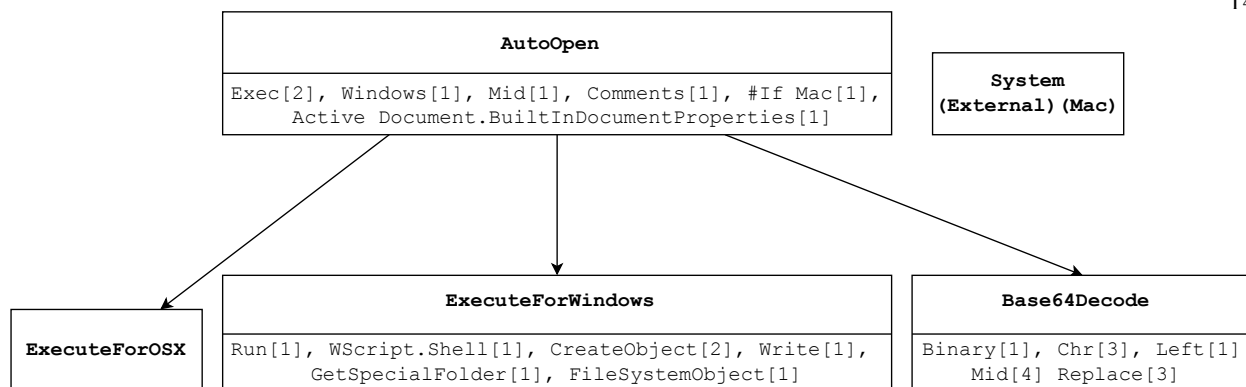 AutoOpen
Exec[2], Windows[1], Mid[1], Comments[1], #If Mac[1],
Active Document.BuiltInDocumentProperties[1]
System
(External)(Mac)
ExecuteForOSX
ExecuteForWindows
Run[1], WScript.Shell[1], CreateObject[2], Write[1],
GetSpecialFolder[1], FileSystemObject[1]
Base64Decode
Binary[1], Chr[3], Left[1]
Mid[4] Replace[3]